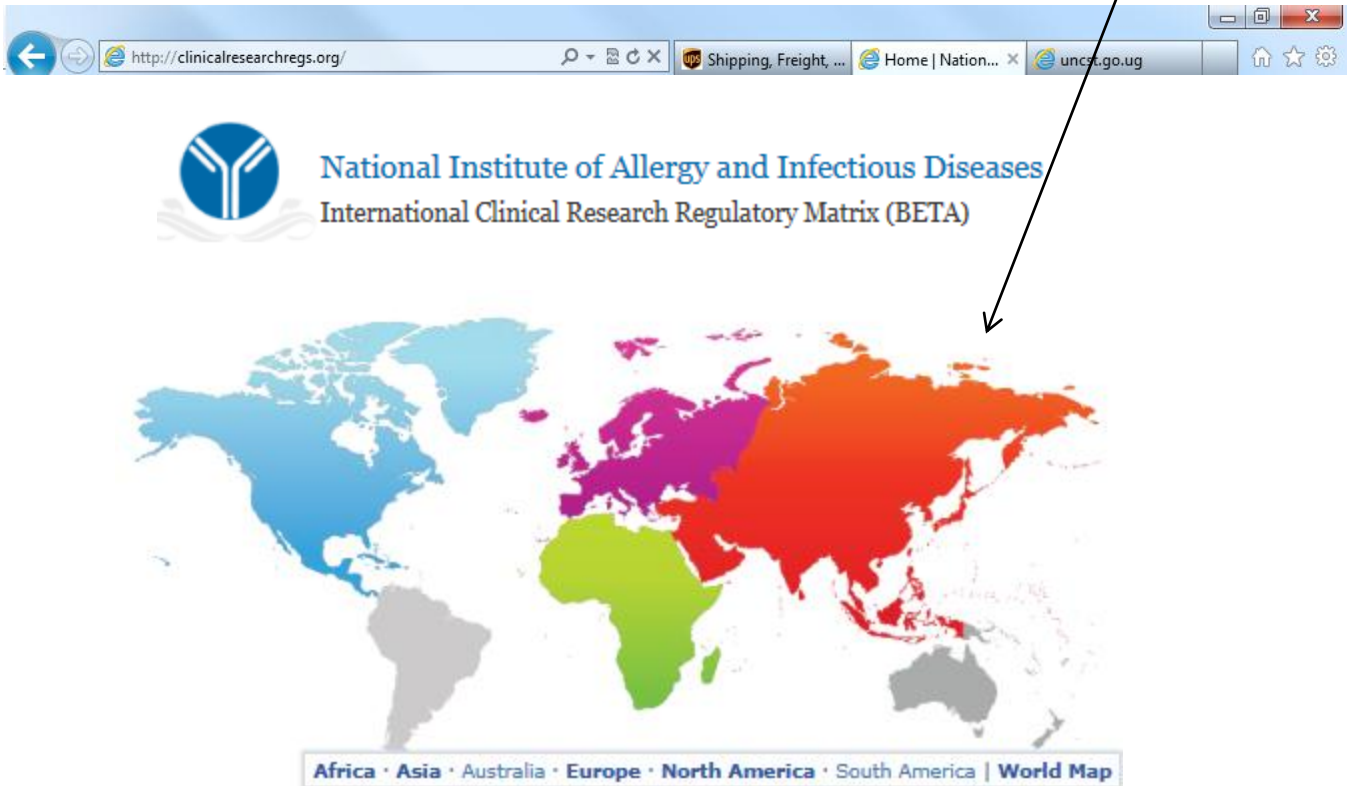 http://clinicalresearchregs.org/
Shipping, Freight, ...
Home | Nation...
uncst.go.ug
ups
National Institute of Allergy and Infectious Diseases
International Clinical Research Regulatory Matrix (BETA)
Africa · Asia · Australia · Europe · North America · South America | World Map